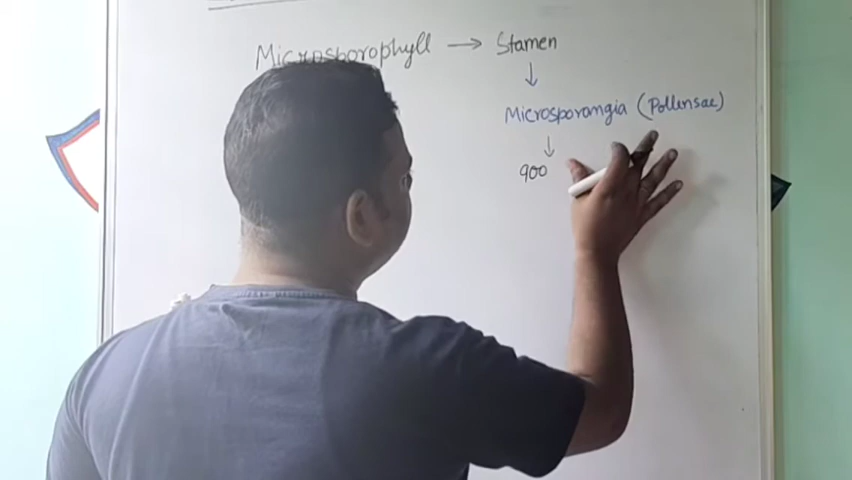 Microsporophyll → Stamen
↓
Microsporangia (Pollensac)
↓
900